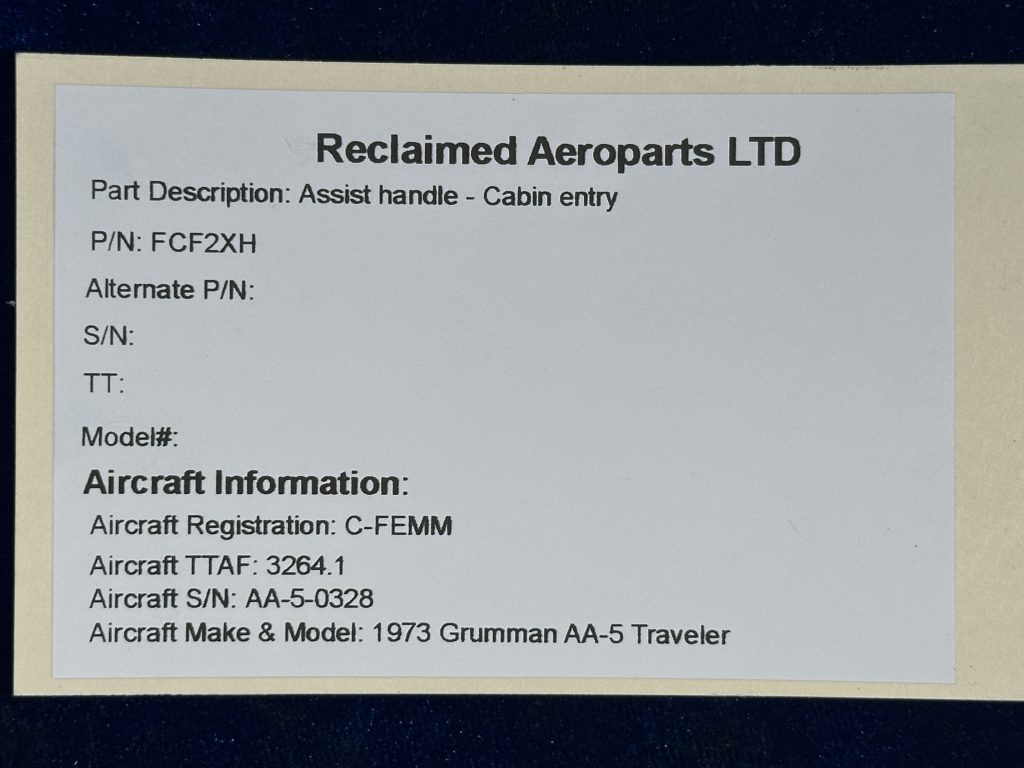 Reclaimed Aeroparts LTD
Part Description: Assist handle - Cabin entry
P/N: FCF2XH
Alternate P/N:
S/N:
TT:
Model#:
Aircraft Information:
Aircraft Registration: C-FEMM
Aircraft TTAF: 3264.1
Aircraft S/N: AA-5-0328
Aircraft Make & Model: 1973 Grumman AA-5 Traveler